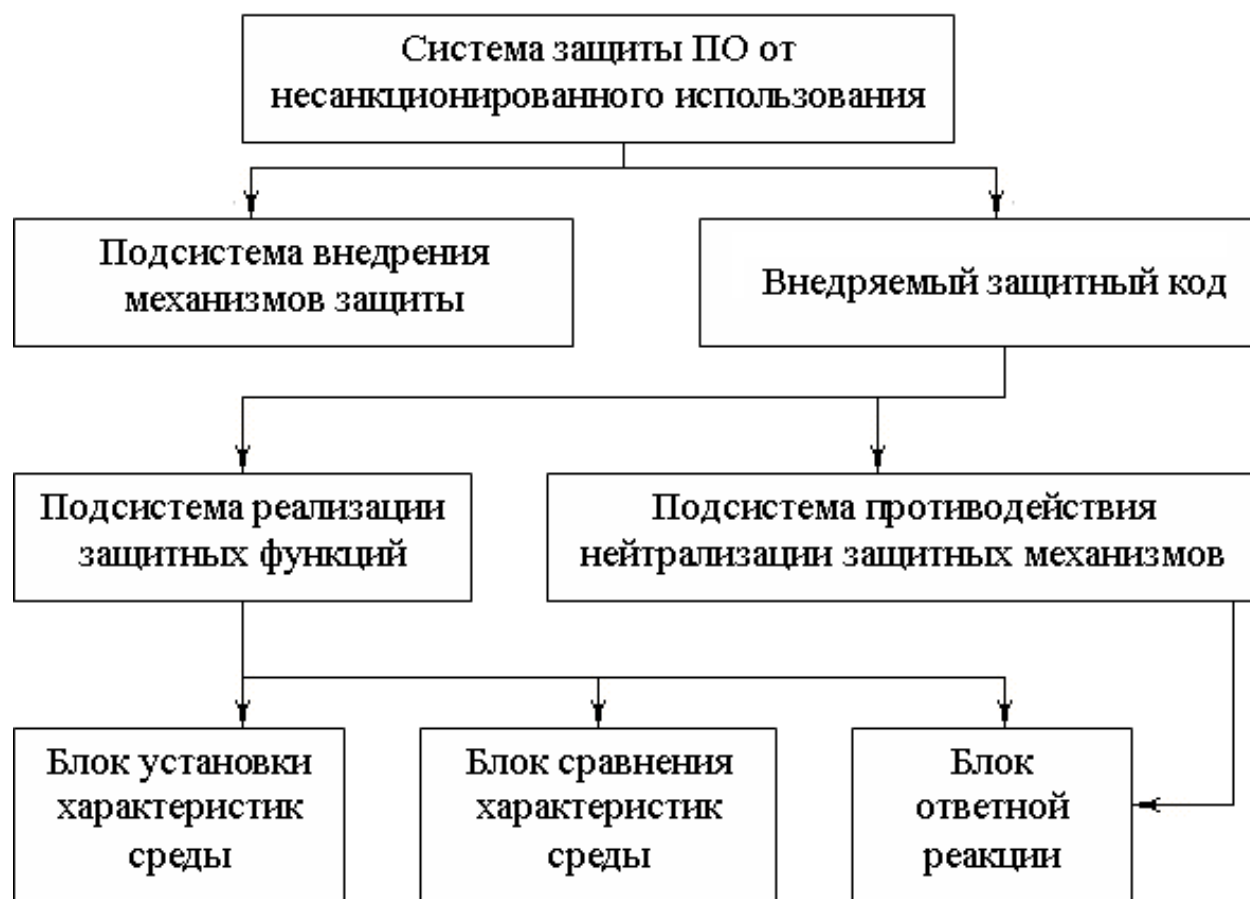 Система защиты ПО от
несанкционированного использования
Подсистема внедрения
механизмов защиты
Внедряемый защитный код
Подсистема реализации
защитных функций
Подсистема противодействия
нейтрализации защитных механизмов
Блок установки
характеристик
среды
Блок сравнения
характеристик
среды
Блок
ответной
реакции